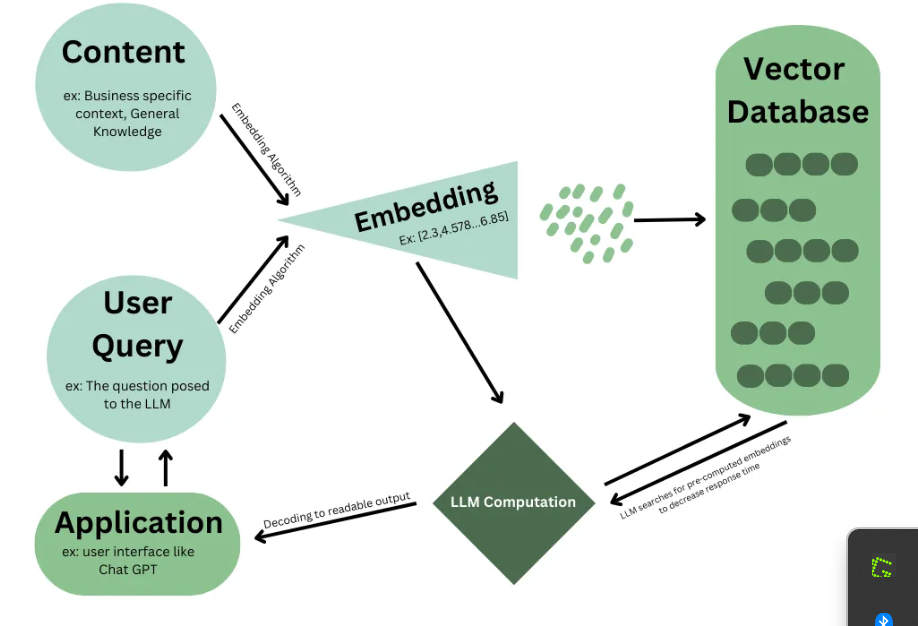 Content
ex: Business specific
context, General
Knowledge
Embedding Algorithm
Embedding
Ex: [2.3,4.578...6.85]
Vector
Database
Embedding Algorithm
User
Query
ex: The question posed
to the LLM
LLM Computation
LLM searches for pre-computed embeddings
to decrease response time
Decoding to readable output
Application
ex: user interface like
Chat GPT